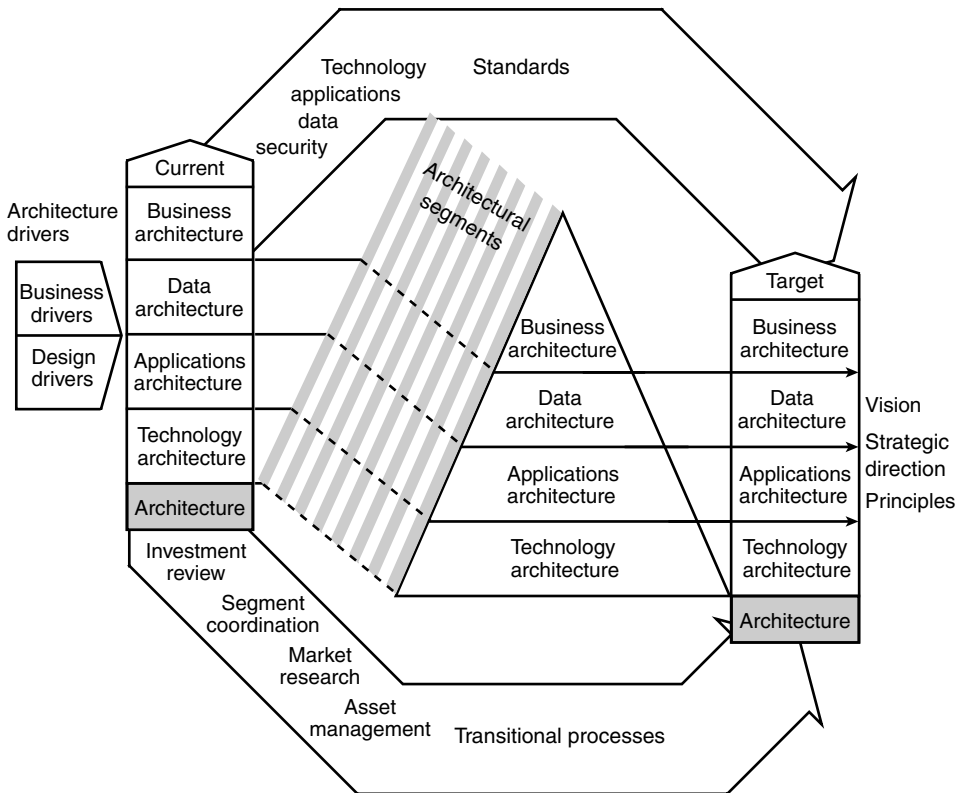 Technology
applications
data
security
Standards
Current
Business
architecture
Data
architecture
Applications
architecture
Technology
architecture
Architecture
Architecture
drivers
Business
drivers
Design
drivers
Architectural
segments
Business
architecture
Data
architecture
Applications
architecture
Technology
architecture
Target
Business
architecture
Data
architecture
Applications
architecture
Technology
architecture
Architecture
Vision
Strategic
direction
Principles
Investment
review
Segment
coordination
Market
research
Asset
management
Transitional processes